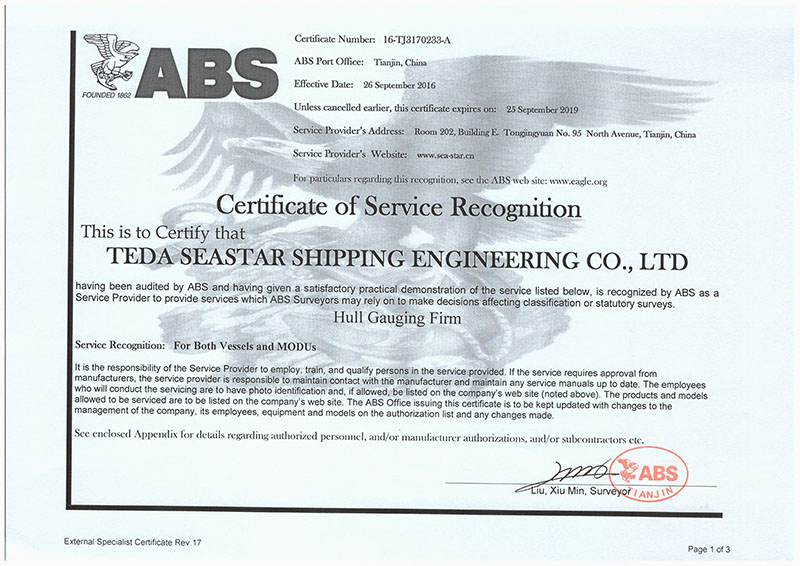 FOUNDED 1862
ABS
Certificate Number: 16-TJ3170233-A
ABS Port Office: Tianjin, China
Effective Date: 26 September 2016
Unless cancelled earlier, this certificate expires on: 25 September 2019
Service Provider's Address: Room 202, Building E. Tongjingyuan No. 95 North Avenue, Tianjin, China
Service Provider's Website: www.sea-star.cn
For particulars regarding this recognition, see the ABS web site: www.eagle.org
Certificate of Service Recognition
This is to Certify that
TEDA SEASTAR SHIPPING ENGINEERING CO., LTD
having been audited by ABS and having given a satisfactory practical demonstration of the service listed below, is recognized by ABS as a
Service Provider to provide services which ABS Surveyors may rely on to make decisions affecting classification or statutory surveys.
Hull Gauging Firm
Service Recognition: For Both Vessels and MODUs
It is the responsibility of the Service Provider to employ, train, and qualify persons in the service provided. If the service requires approval from
manufacturers, the service provider is responsible to maintain contact with the manufacturer and maintain any service manuals up to date. The employees
who will conduct the servicing are to have photo identification and, if allowed, be listed on the company's web site (noted above). The products and models
allowed to be serviced are to be listed on the company's web site. The ABS Office issuing this certificate is to be kept updated with changes to the
management of the company, its employees, equipment and models on the authorization list and any changes made.
See enclosed Appendix for details regarding authorized personnel, and/or manufacturer authorizations, and/or subcontractors etc.
ABS
TIANJIN
Liu, Xiu Min, Surveyor
External Specialist Certificate Rev.17
Page 1 of 3